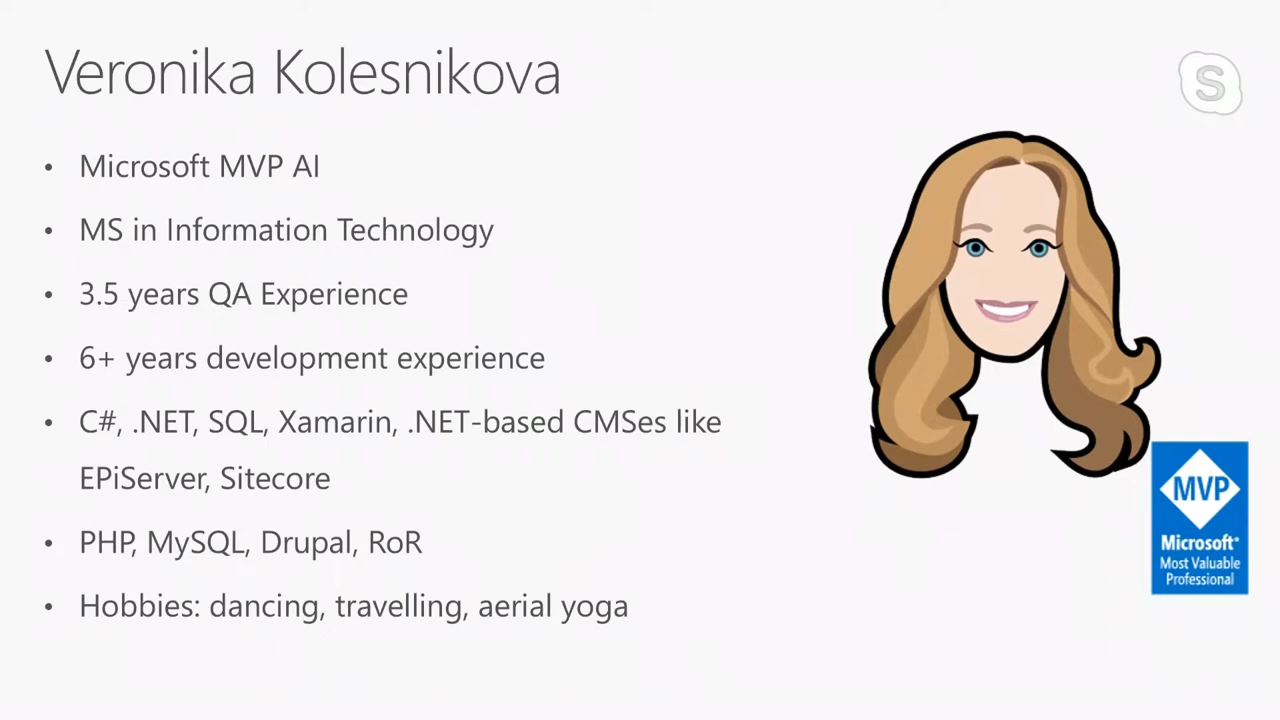 Veronika Kolesnikova
S
• Microsoft MVP AI
• MS in Information Technology
• 3.5 years QA Experience
• 6+ years development experience
• C#, .NET, SQL, Xamarin, .NET-based CMSes like
EPiServer, Sitecore
• PHP, MySQL, Drupal, RoR
• Hobbies: dancing, travelling, aerial yoga
MVP
Microsoft®
Most Valuable
Professional